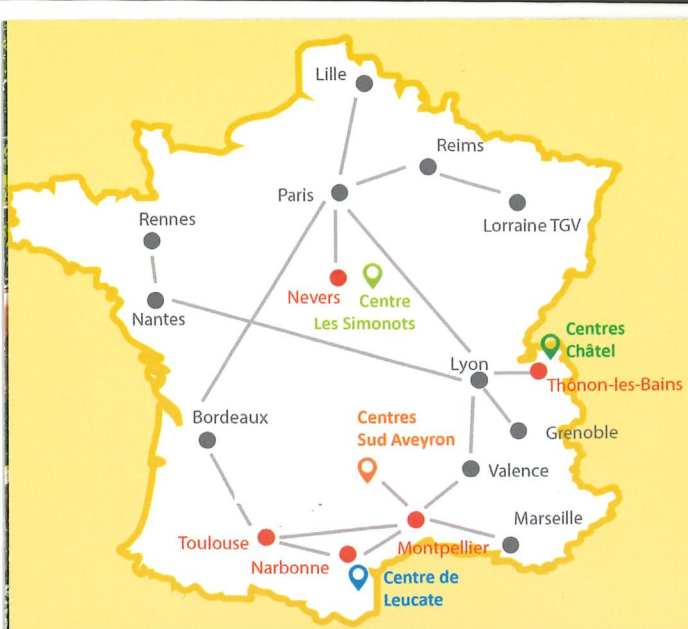 Lille
Reims
Paris
Lorraine TGV
Rennes
Nevers
Centre
Les Simonots
Nantes
Centres
Châtel
Lyon
Thonon-les-Bains
Bordeaux
Centres
Sud Aveyron
Grenoble
Valence
Marseille
Toulouse
Montpellier
Narbonne
Centre de
Leucate